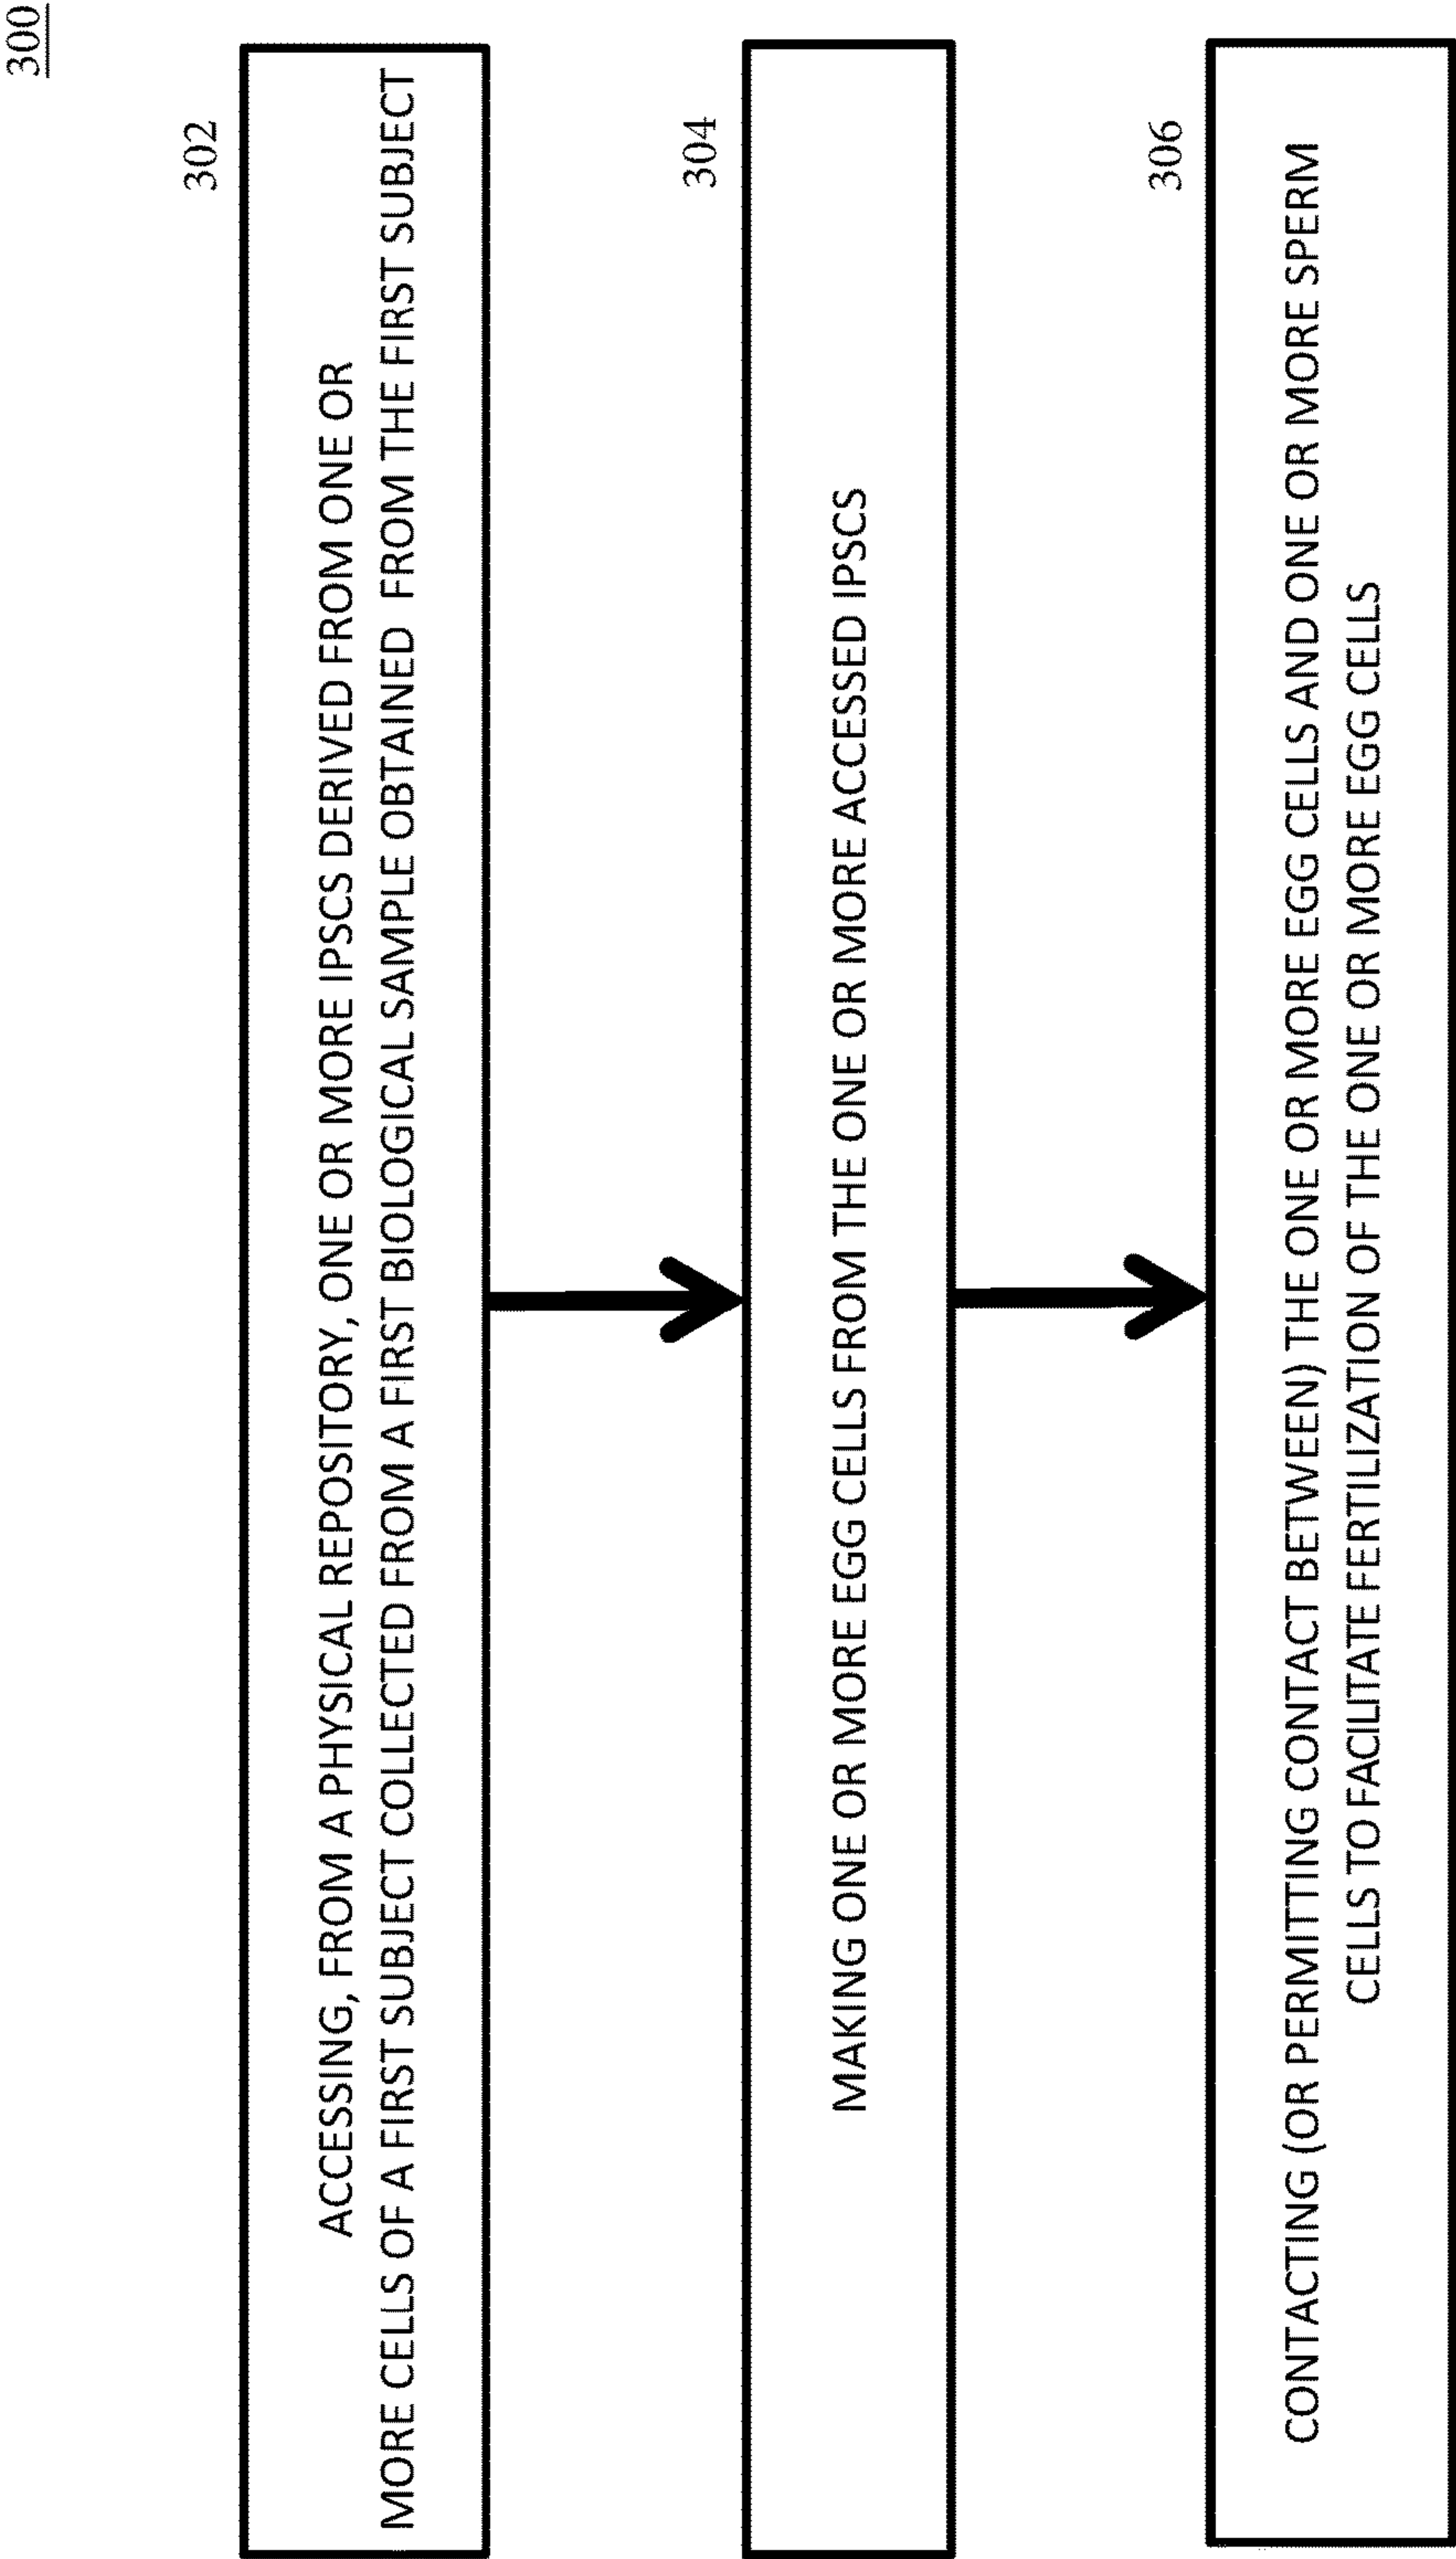 300
302
ACCESSING, FROM A PHYSICAL REPOSITORY, ONE OR MORE IPSCS DERIVED FROM ONE OR
MORE CELLS OF A FIRST SUBJECT COLLECTED FROM A FIRST BIOLOGICAL SAMPLE OBTAINED FROM THE FIRST SUBJECT
304
MAKING ONE OR MORE EGG CELLS FROM THE ONE OR MORE ACCESSED IPSCS
306
CONTACTING (OR PERMITTING CONTACT BETWEEN) THE ONE OR MORE EGG CELLS AND ONE OR MORE SPERM
CELLS TO FACILITATE FERTILIZATION OF THE ONE OR MORE EGG CELLS